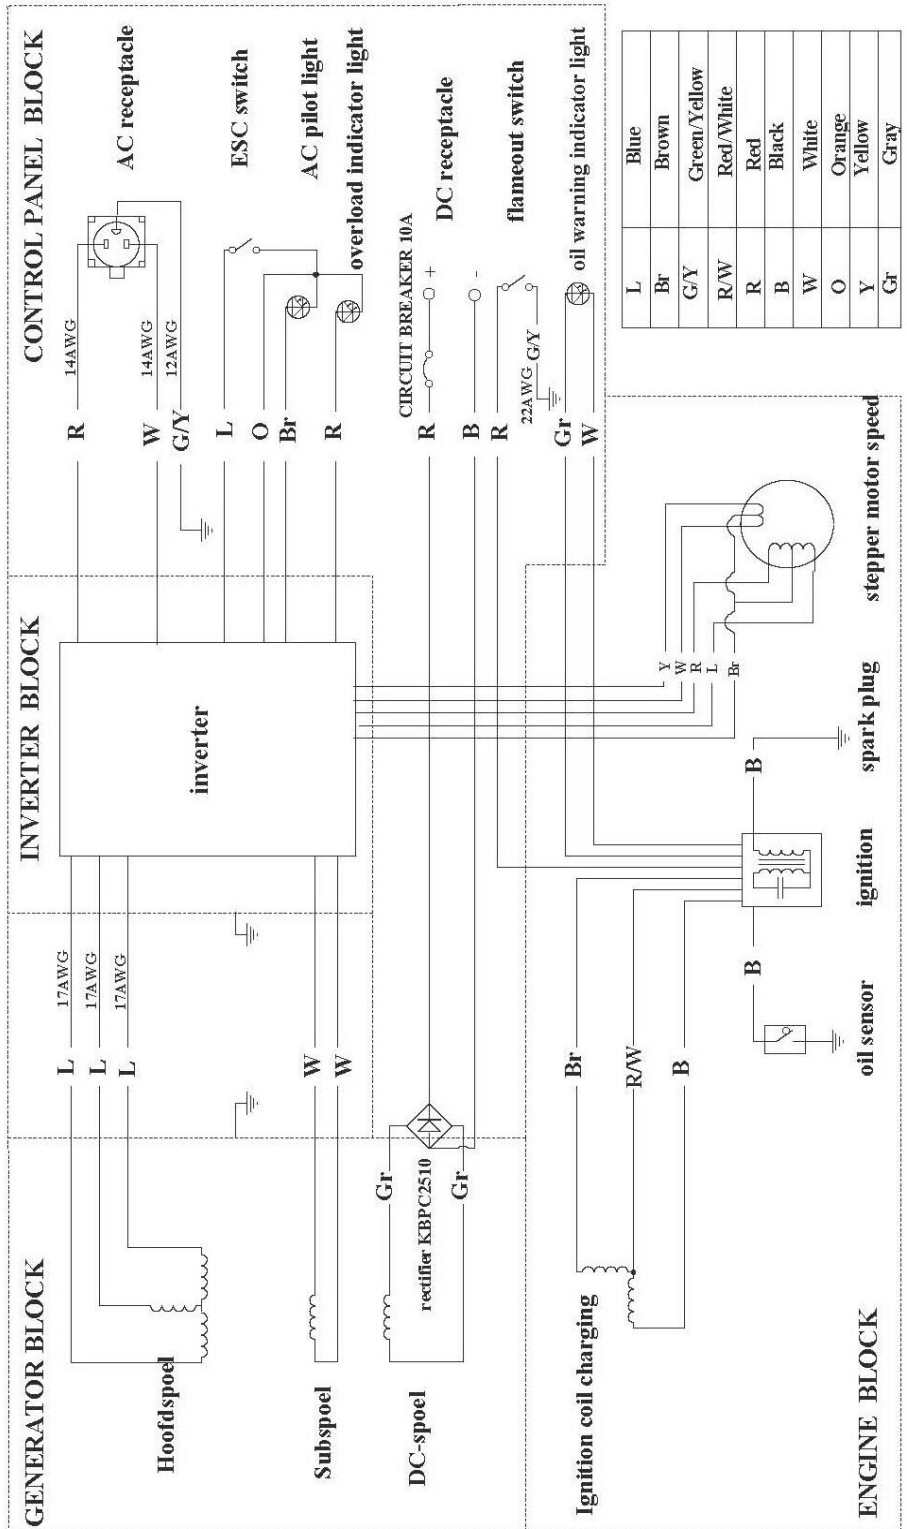 GENERATOR BLOCK
INVERTER BLOCK
CONTROL PANEL BLOCK
17AWG
17AWG
17AWG
L
L
L
Hoofdspoel
W
W
Subspoel
Gr
Gr
DC-spoel
rectifier KBPC2510
inverter
R
14AWG
W
14AWG
G/Y
12AWG
AC receptacle
L
O
Br
R
ESC switch
AC pilot light
overload indicator light
CIRCUIT BREAKER 10A
R
+
B
-
DC receptacle
R
22AWG
G/Y
flameout switch
Gr
W
oil warning indicator light
L Blue
Br Brown
G/Y Green/Yellow
R/W Red/White
R Red
B Black
W White
O Orange
Y Yellow
Gr Gray
Ignition coil charging
Br
R/W
B
Y
W
R
L
Br
B
B
oil sensor
ignition
spark plug
stepper motor speed
ENGINE BLOCK